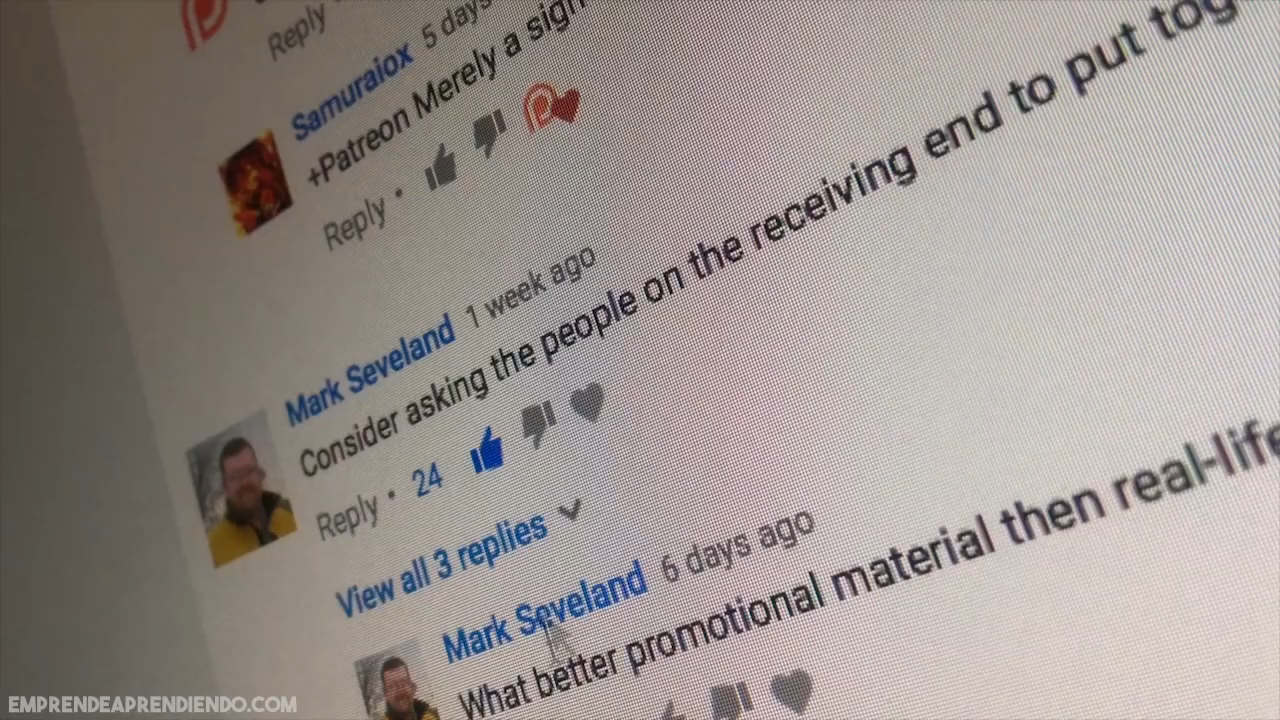 Reply
Samuraiox 5 days
+Patreon Merely a sign
Reply •
Mark Seveland 1 week ago
Consider asking the people on the receiving end to put tog
Reply • 24
View all 3 replies
Mark Seveland 6 days ago
What better promotional material then real-life
EMPRENDEAPRENDIENDO.COM